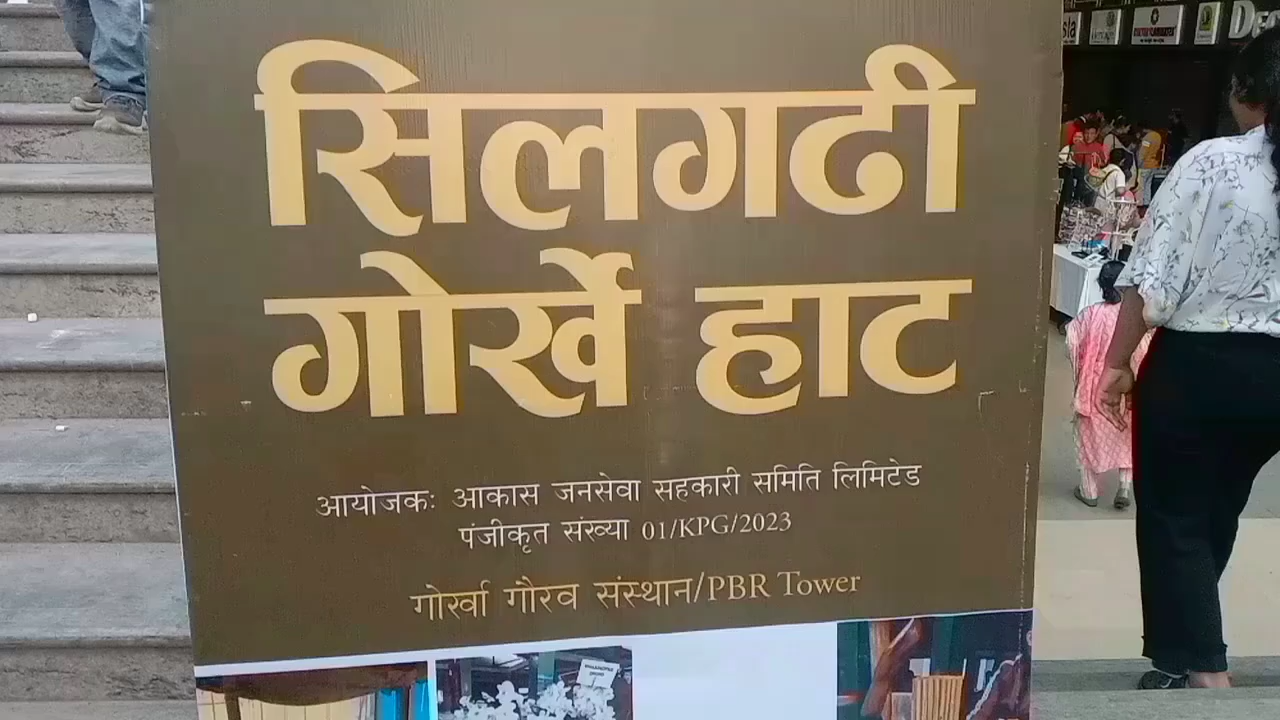 सिलगढी
गोर्खे हाट
आयोजकः आकास जनसेवा सहकारी समिति लिमिटेड
पंजीकृत संख्या 01/KPG/2023
गोर्खा गौरव संस्थान/PBR Tower